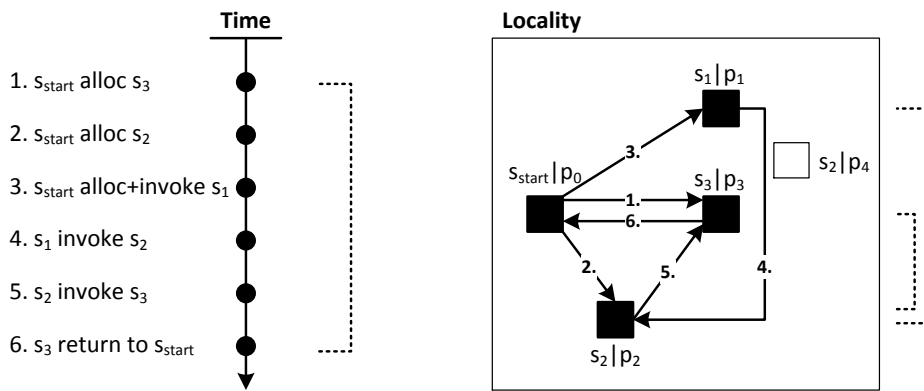 Time
1. s_start alloc s_3
2. s_start alloc s_2
3. s_start alloc+invoke s_1
4. s_1 invoke s_2
5. s_2 invoke s_3
6. s_3 return to s_start
Locality
s_1|p_1
3.
s_2|p_4
s_start|p_0
s_3|p_3
1.
6.
2.
5.
4.
s_2|p_2